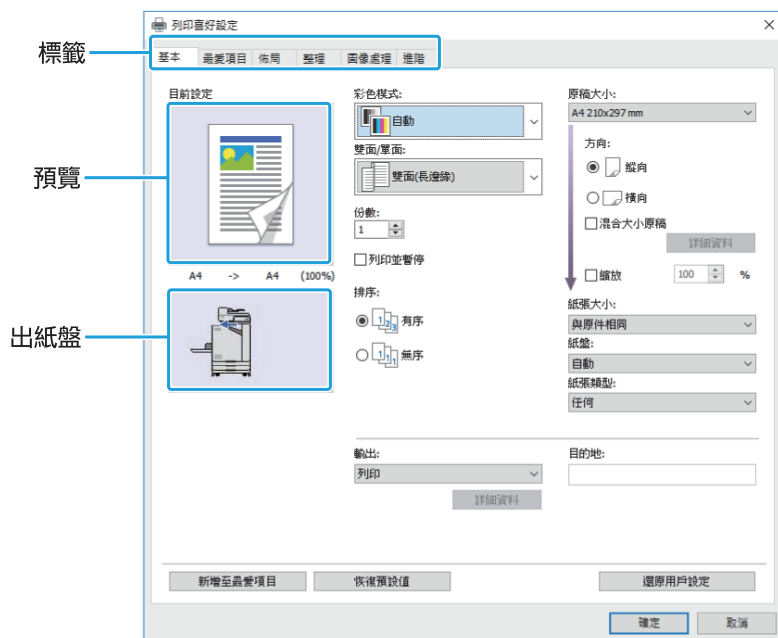 列印喜好設定
標籤
基本 最愛項目 佈局 整理 圖像處理 進階
目前設定
預覽
A4 -> A4 (100%)
出紙盤
彩色模式:
自動
雙面/單面:
雙面(長邊緣)
份數:
1
列印並暫停
排序:
1 2 3 有序
1 1 1 無序
原稿大小:
A4 210x297 mm
方向:
縱向
橫向
混合大小原稿
詳細資料
縮放 100 %
紙張大小:
與原件相同
紙盤:
自動
紙張類型:
任何
輸出:
列印
詳細資料
目的地:
新增至最愛項目 恢復預設值 還原用戶設定
確定 取消